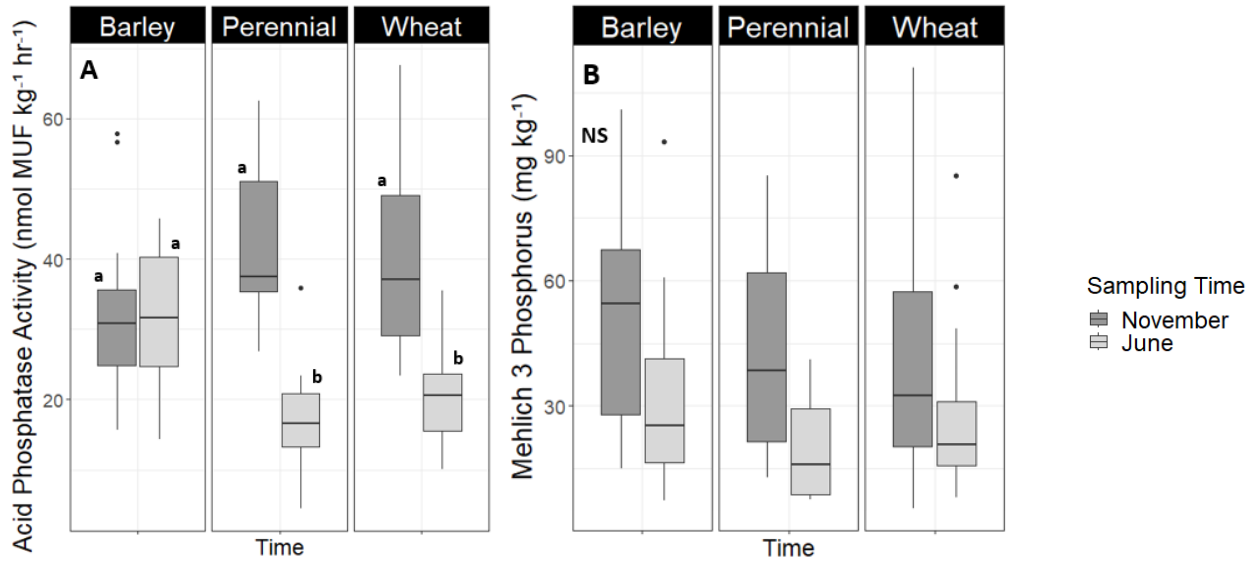 Barley Perennial Wheat
A
Acid Phosphatase Activity (nmol MUF kg⁻¹ hr⁻¹)
60
40
20
a
a
a
b
a
b
Time
Barley Perennial Wheat
B
NS
Mehlich 3 Phosphorus (mg kg⁻¹)
90
60
30
Time
Sampling Time
November
June